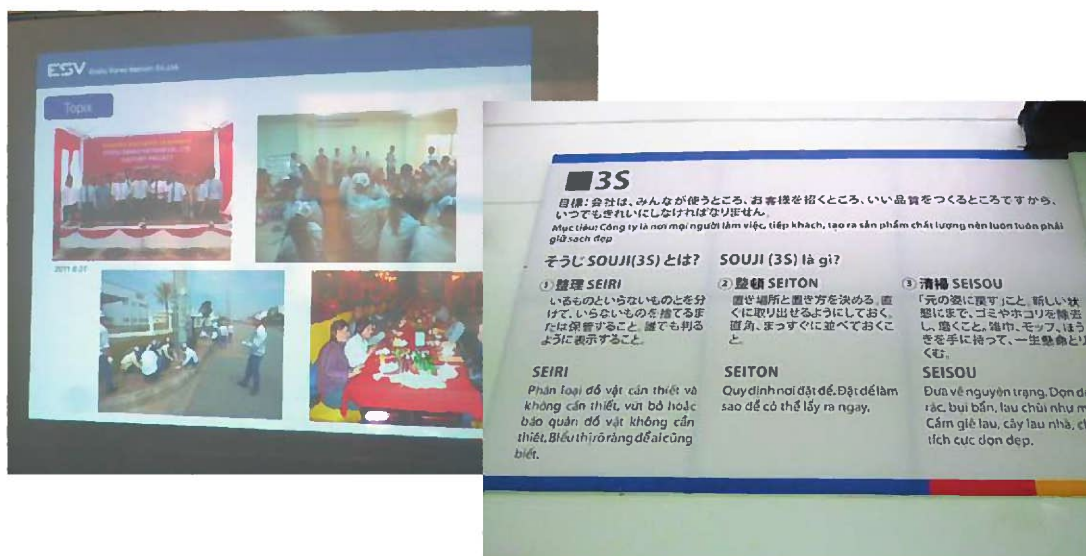 ESV
Topix
FACTORY PROJECT
■3S
目標:会社は、みんなが使うところ、お客様を招くところ、いい品質をつくるところですから、
いつでもきれいにしなければなりません。
Mục tiêu: Công ty là nơi mọi người làm việc, tiếp khách, tạo ra sản phẩm chất lượng nên luôn luôn phải
giữ sạch đẹp
そうじ SOUJI(3S) とは? SOUJI (3S) là gì?
①整理 SEIRI
いるものといらないものとを分
けて、いらないものを捨てるま
たは保管すること。誰でも判る
ように表示すること。
SEIRI
Phân loại đồ vật cần thiết và
không cần thiết, vứt bỏ hoặc
bảo quản đồ vật không cần
thiết. Biểu thị rõ ràng để ai cũng
biết.
②整頓 SEITON
置き場所と置き方を決める。直
ぐに取り出せるようにしておく。
直角、まっすぐに並べておくこ
と。
SEITON
Quy định nơi đặt để. Đặt để làm
sao để có thể lấy ra ngay.
③清掃 SEISOU
「元の姿に戻す」こと。新しい状
態にまで、ゴミやホコリを除去
し、磨くこと。雑巾、モップ、ほう
きを手に持って、一生懸命とり
くむ。
SEISOU
Đưa về nguyên trạng. Dọn
rác, bụi bẩn, lau chùi như
Cầm giẻ lau, cây lau nhà,
tích cực dọn dẹp.